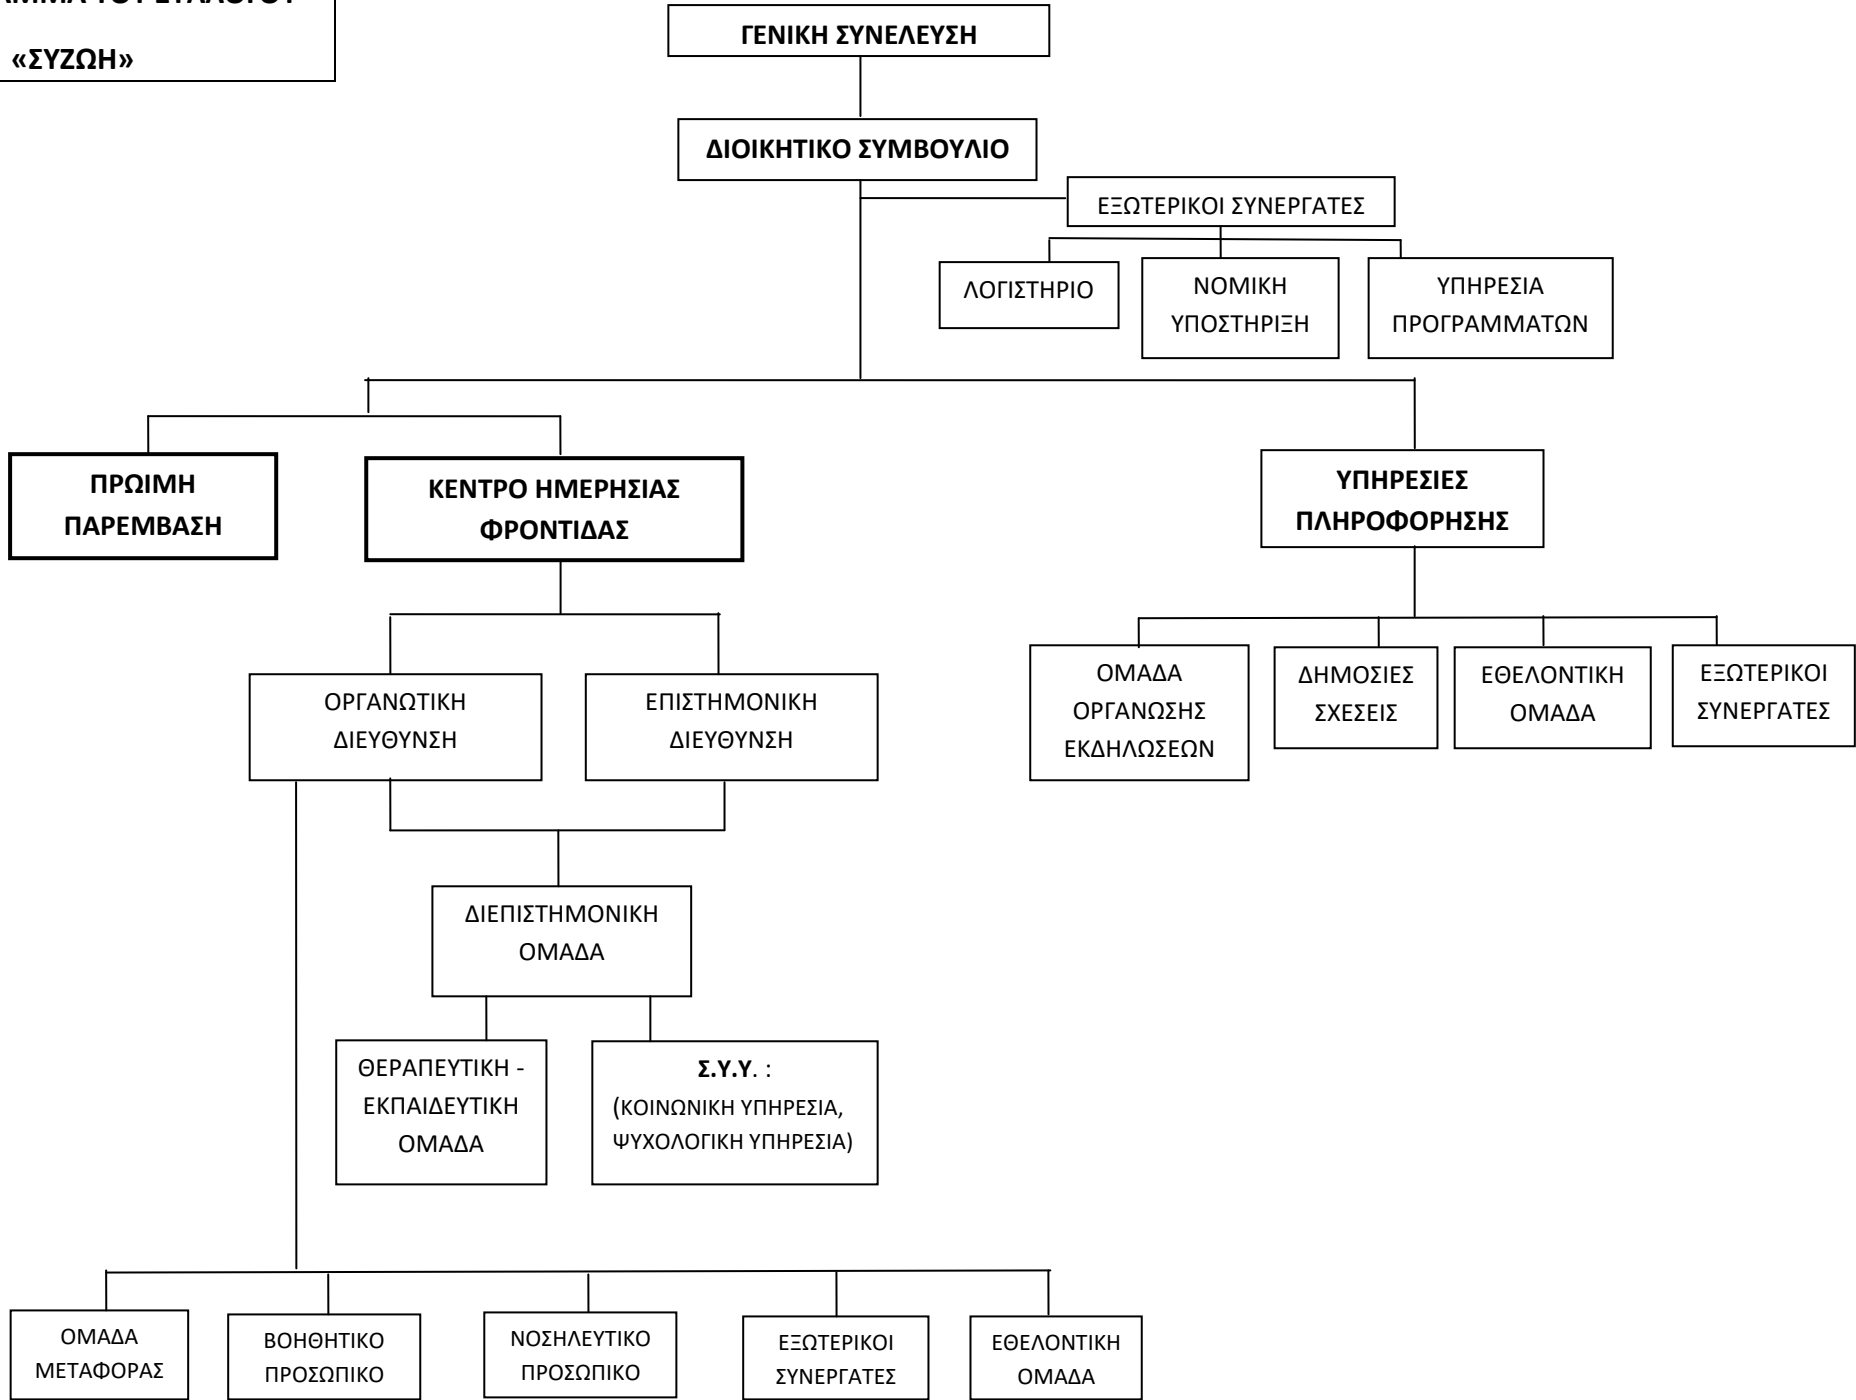 ΤΟΥ ΣΥΛΛΟΓΟΥ
«ΣΥΖΩΗ»
ΓΕΝΙΚΗ ΣΥΝΕΛΕΥΣΗ
ΔΙΟΙΚΗΤΙΚΟ ΣΥΜΒΟΥΛΙΟ
ΕΞΩΤΕΡΙΚΟΙ ΣΥΝΕΡΓΑΤΕΣ
ΛΟΓΙΣΤΗΡΙΟ
ΝΟΜΙΚΗ
ΥΠΟΣΤΗΡΙΞΗ
ΥΠΗΡΕΣΙΑ
ΠΡΟΓΡΑΜΜΑΤΩΝ
ΠΡΩΙΜΗ
ΠΑΡΕΜΒΑΣΗ
ΚΕΝΤΡΟ ΗΜΕΡΗΣΙΑΣ
ΦΡΟΝΤΙΔΑΣ
ΥΠΗΡΕΣΙΕΣ
ΠΛΗΡΟΦΟΡΗΣΗΣ
ΟΡΓΑΝΩΤΙΚΗ
ΔΙΕΥΘΥΝΣΗ
ΕΠΙΣΤΗΜΟΝΙΚΗ
ΔΙΕΥΘΥΝΣΗ
ΟΜΑΔΑ
ΟΡΓΑΝΩΣΗΣ
ΕΚΔΗΛΩΣΕΩΝ
ΔΗΜΟΣΙΕΣ
ΣΧΕΣΕΙΣ
ΕΘΕΛΟΝΤΙΚΗ
ΟΜΑΔΑ
ΕΞΩΤΕΡΙΚΟΙ
ΣΥΝΕΡΓΑΤΕΣ
ΔΙΕΠΙΣΤΗΜΟΝΙΚΗ
ΟΜΑΔΑ
ΘΕΡΑΠΕΥΤΙΚΗ -
ΕΚΠΑΙΔΕΥΤΙΚΗ
ΟΜΑΔΑ
Σ.Υ.Υ. :
(ΚΟΙΝΩΝΙΚΗ ΥΠΗΡΕΣΙΑ,
ΨΥΧΟΛΟΓΙΚΗ ΥΠΗΡΕΣΙΑ)
ΟΜΑΔΑ
ΜΕΤΑΦΟΡΑΣ
ΒΟΗΘΗΤΙΚΟ
ΠΡΟΣΩΠΙΚΟ
ΝΟΣΗΛΕΥΤΙΚΟ
ΠΡΟΣΩΠΙΚΟ
ΕΞΩΤΕΡΙΚΟΙ
ΣΥΝΕΡΓΑΤΕΣ
ΕΘΕΛΟΝΤΙΚΗ
ΟΜΑΔΑ